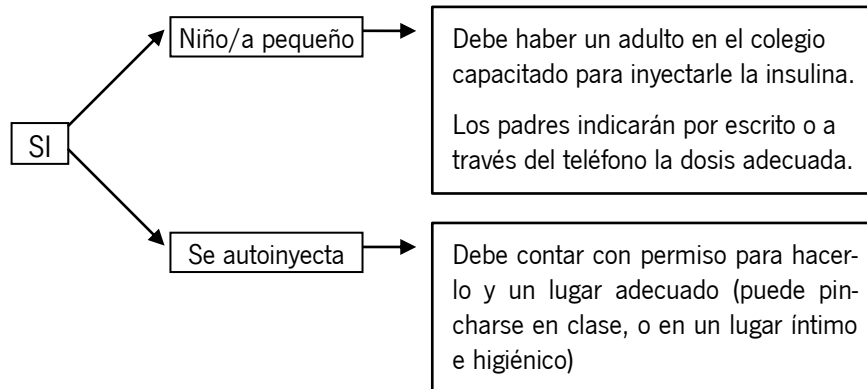 Niño/a pequeño
Debe haber un adulto en el colegio
capacitado para inyectarle la insulina.
Los padres indicarán por escrito o a
través del teléfono la dosis adecuada.
SI
Se autoinyecta
Debe contar con permiso para hacer-
lo y un lugar adecuado (puede pin-
charse en clase, o en un lugar íntimo
e higiénico)